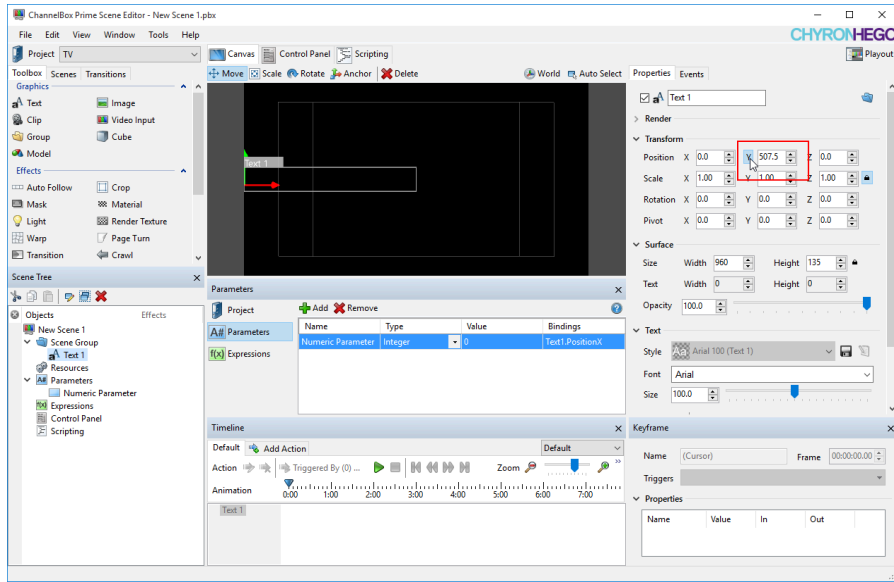 ChannelBox Prime Scene Editor - New Scene 1.pbx
File Edit View Window Tools Help
CHYRONHEGO
Project TV
Canvas Control Panel Scripting
Playout
Toolbox Scenes Transitions
Move Scale Rotate Anchor Delete World Auto Select
Properties Events
Graphics
Text Image
Clip Video Input
Group Cube
Model
Effects
Auto Follow Crop
Mask Material
Light Render Texture
Warp Page Turn
Transition Crawl
Text 1
Text 1
Render
Transform
Position X 0.0 Y 507.5 Z 0.0
Scale X 1.00 Y 1.00 Z 1.00
Rotation X 0.0 Y 0.0 Z 0.0
Pivot X 0.0 Y 0.0 Z 0.0
Surface
Size Width 960 Height 135
Text Width 0 Height 0
Opacity 100.0
Text
Style Aa Arial 100 (Text 1)
Font Arial
Size 100.0
Scene Tree
Objects Effects
New Scene 1
Scene Group
Text 1
Resources
Parameters
Numeric Parameter
Expressions
Control Panel
Scripting
Parameters
Project
Add Remove
A# Parameters
f(x) Expressions
Name Type Value Bindings
Numeric Parameter Integer 0 Text1.PositionX
Timeline
Default Add Action Default
Action Triggered By (0) ... Zoom
Animation 0:00 1:00 2:00 3:00 4:00 5:00 6:00 7:00
Text 1
Keyframe
Name (Cursor) Frame 00:00:00.00
Triggers
Properties
Name Value In Out